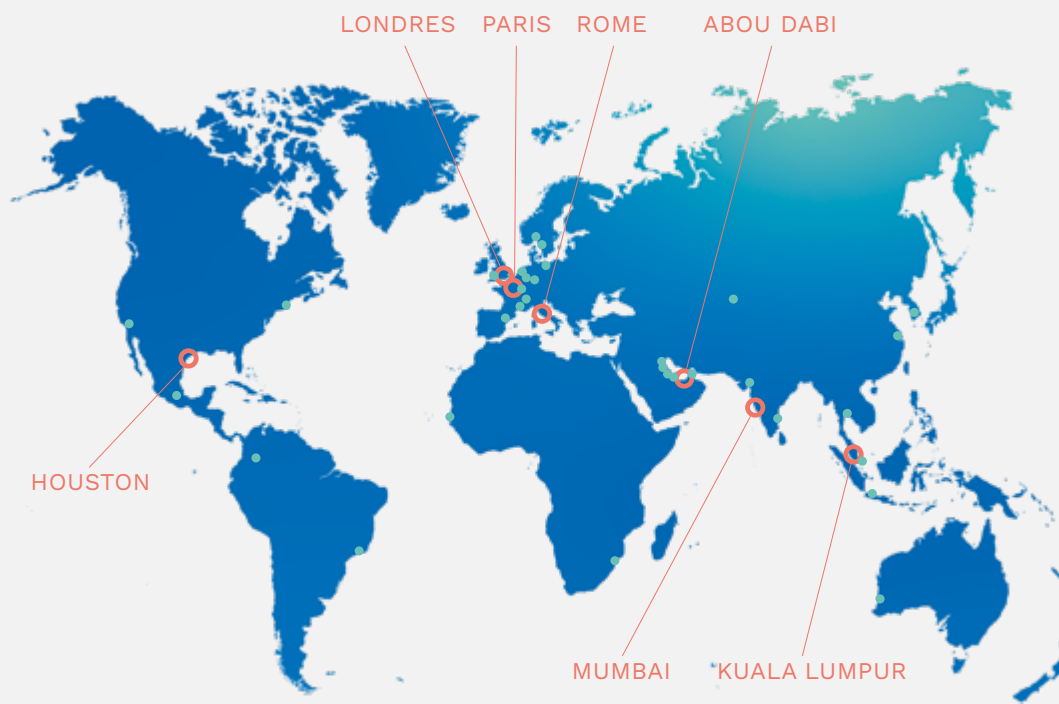 LONDRES
PARIS
ROME
ABOU DABI
HOUSTON
MUMBAI
KUALA LUMPUR